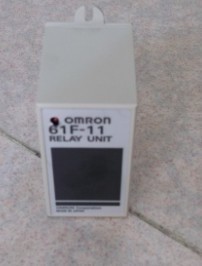 OMRON
61F-11
RELAY UNIT